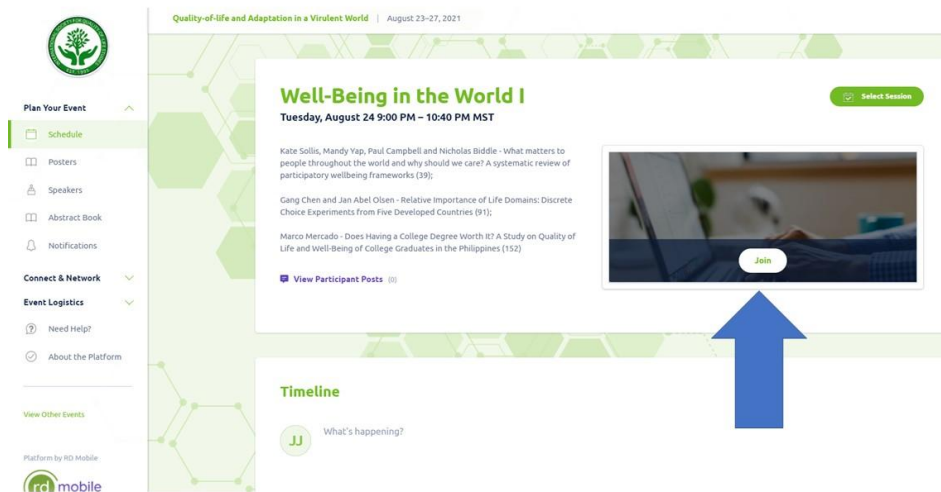 Quality-of-life and Adaptation in a Virulent World | August 23–27, 2021
Plan Your Event
Schedule
Posters
Speakers
Abstract Book
Notifications
Connect & Network
Event Logistics
Need Help?
About the Platform
View Other Events
Platform by RD Mobile
rd mobile
Well-Being in the World I
Select Session
Tuesday, August 24 9:00 PM – 10:40 PM MST
Kate Sollis, Mandy Yap, Paul Campbell and Nicholas Biddle - What matters to
people throughout the world and why should we care? A systematic review of
participatory wellbeing frameworks (39);
Gang Chen and Jan Abel Olsen - Relative Importance of Life Domains: Discrete
Choice Experiments from Five Developed Countries (91);
Marco Mercado - Does Having a College Degree Worth It? A Study on Quality of
Life and Well-Being of College Graduates in the Philippines (152)
View Participant Posts (0)
Join
Timeline
JJ
What's happening?